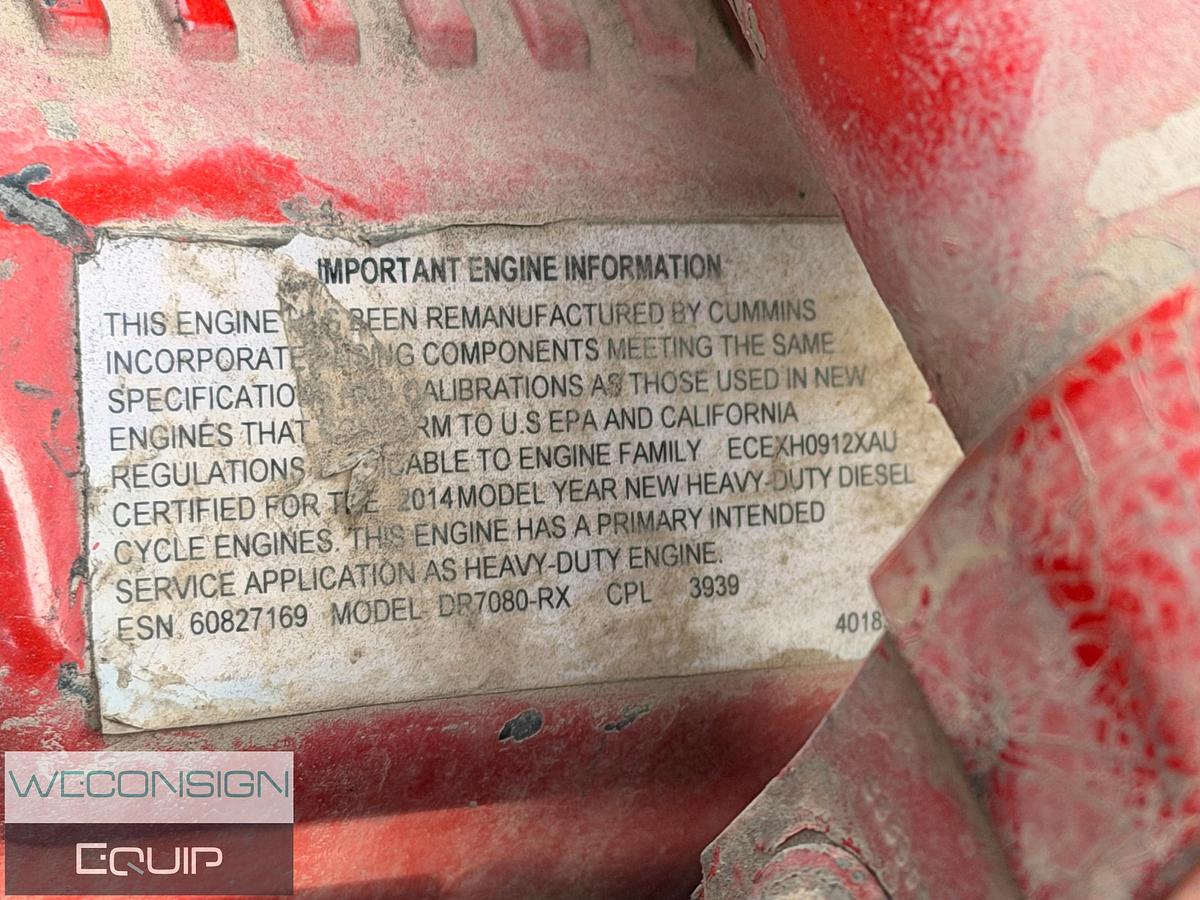 IMPORTANT ENGINE INFORMATION
THIS ENGINE BEEN REMANUFACTURED BY CUMMINS
INCORPORATE COMPONENTS MEETING THE SAME
SPECIFICATIO ALIBRATIONS AS THOSE USED IN NEW
ENGINES THAT RM TO U.S EPA AND CALIFORNIA
REGULATIONS ABLE TO ENGINE FAMILY ECEXH0912XAU
CERTIFIED FOR THE 2014 MODEL YEAR NEW HEAVY-DUTY DIESEL
CYCLE ENGINES. THIS ENGINE HAS A PRIMARY INTENDED
SERVICE APPLICATION AS HEAVY-DUTY ENGINE.
ESN 60827169 MODEL DR7080-RX CPL 3939
4018
WECONSIGN
EQUIP